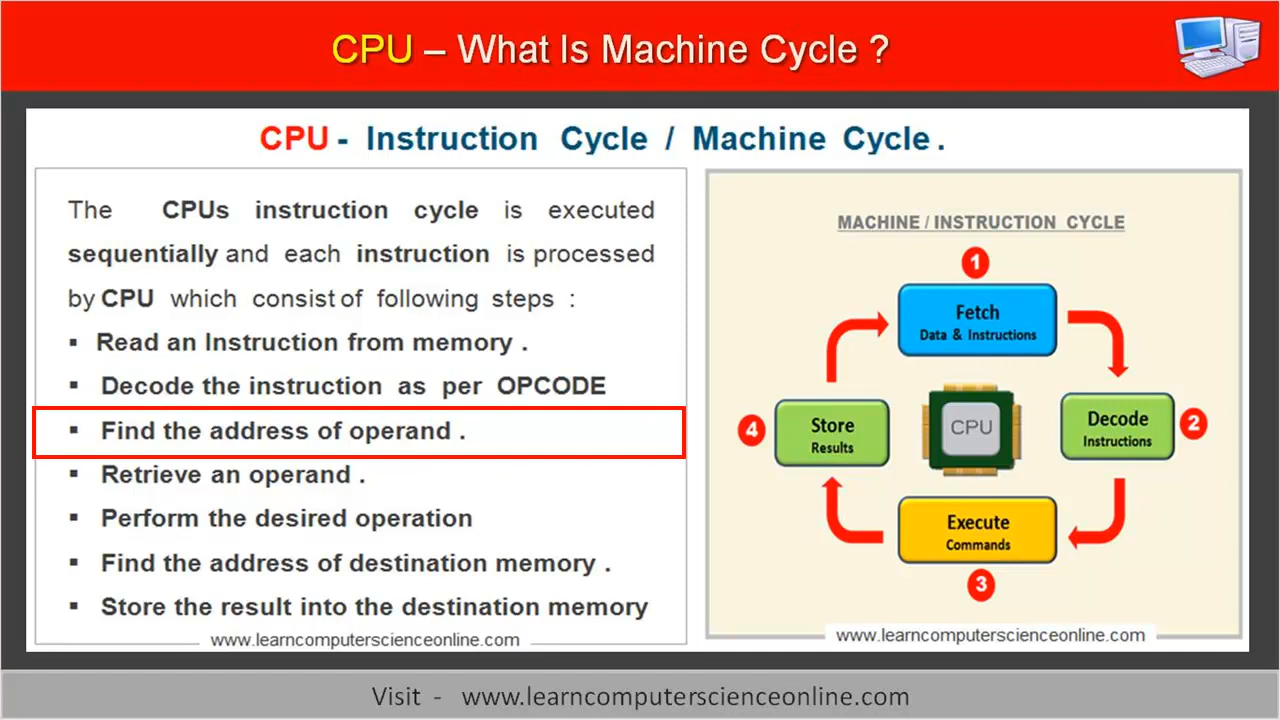 CPU – What Is Machine Cycle ?
CPU - Instruction Cycle / Machine Cycle .
The CPUs instruction cycle is executed
sequentially and each instruction is processed
by CPU which consist of following steps :
▪ Read an Instruction from memory .
▪ Decode the instruction as per OPCODE
▪ Find the address of operand .
▪ Retrieve an operand .
▪ Perform the desired operation
▪ Find the address of destination memory .
▪ Store the result into the destination memory
www.learncomputerscienceonline.com
MACHINE / INSTRUCTION CYCLE
1
Fetch
Data & Instructions
Decode
Instructions
2
CPU
4
Store
Results
Execute
Commands
3
www.learncomputerscienceonline.com
Visit - www.learncomputerscienceonline.com